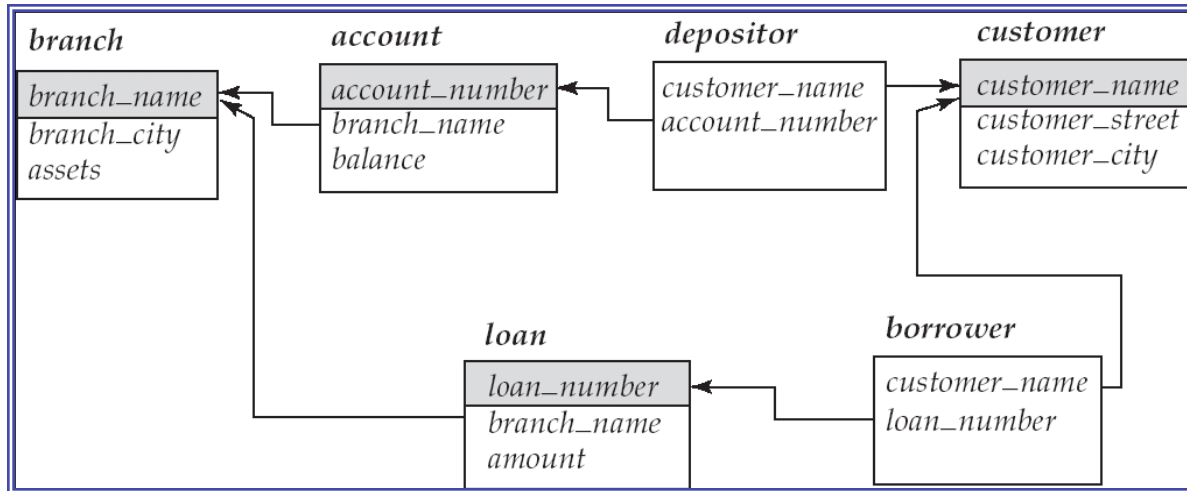 branch
branch_name
branch_city
assets
account
account_number
branch_name
balance
depositor
customer_name
account_number
customer
customer_name
customer_street
customer_city
loan
loan_number
branch_name
amount
borrower
customer_name
loan_number